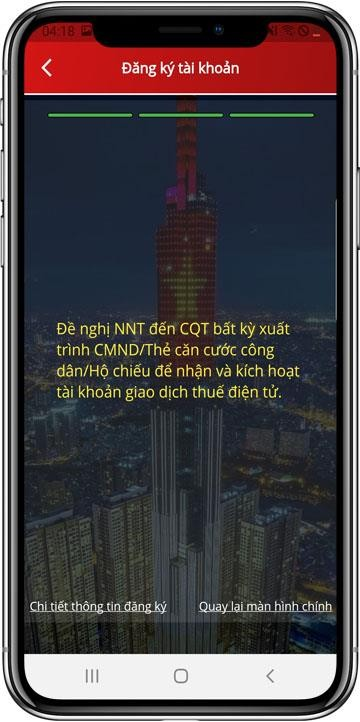 04:18
Đăng ký tài khoản
Đề nghị NNT đến CQT bất kỳ xuất
trình CMND/Thẻ căn cước công
dân/Hộ chiếu để nhận và kích hoạt
tài khoản giao dịch thuế điện tử.
Chi tiết thông tin đăng ký Quay lại màn hình chính